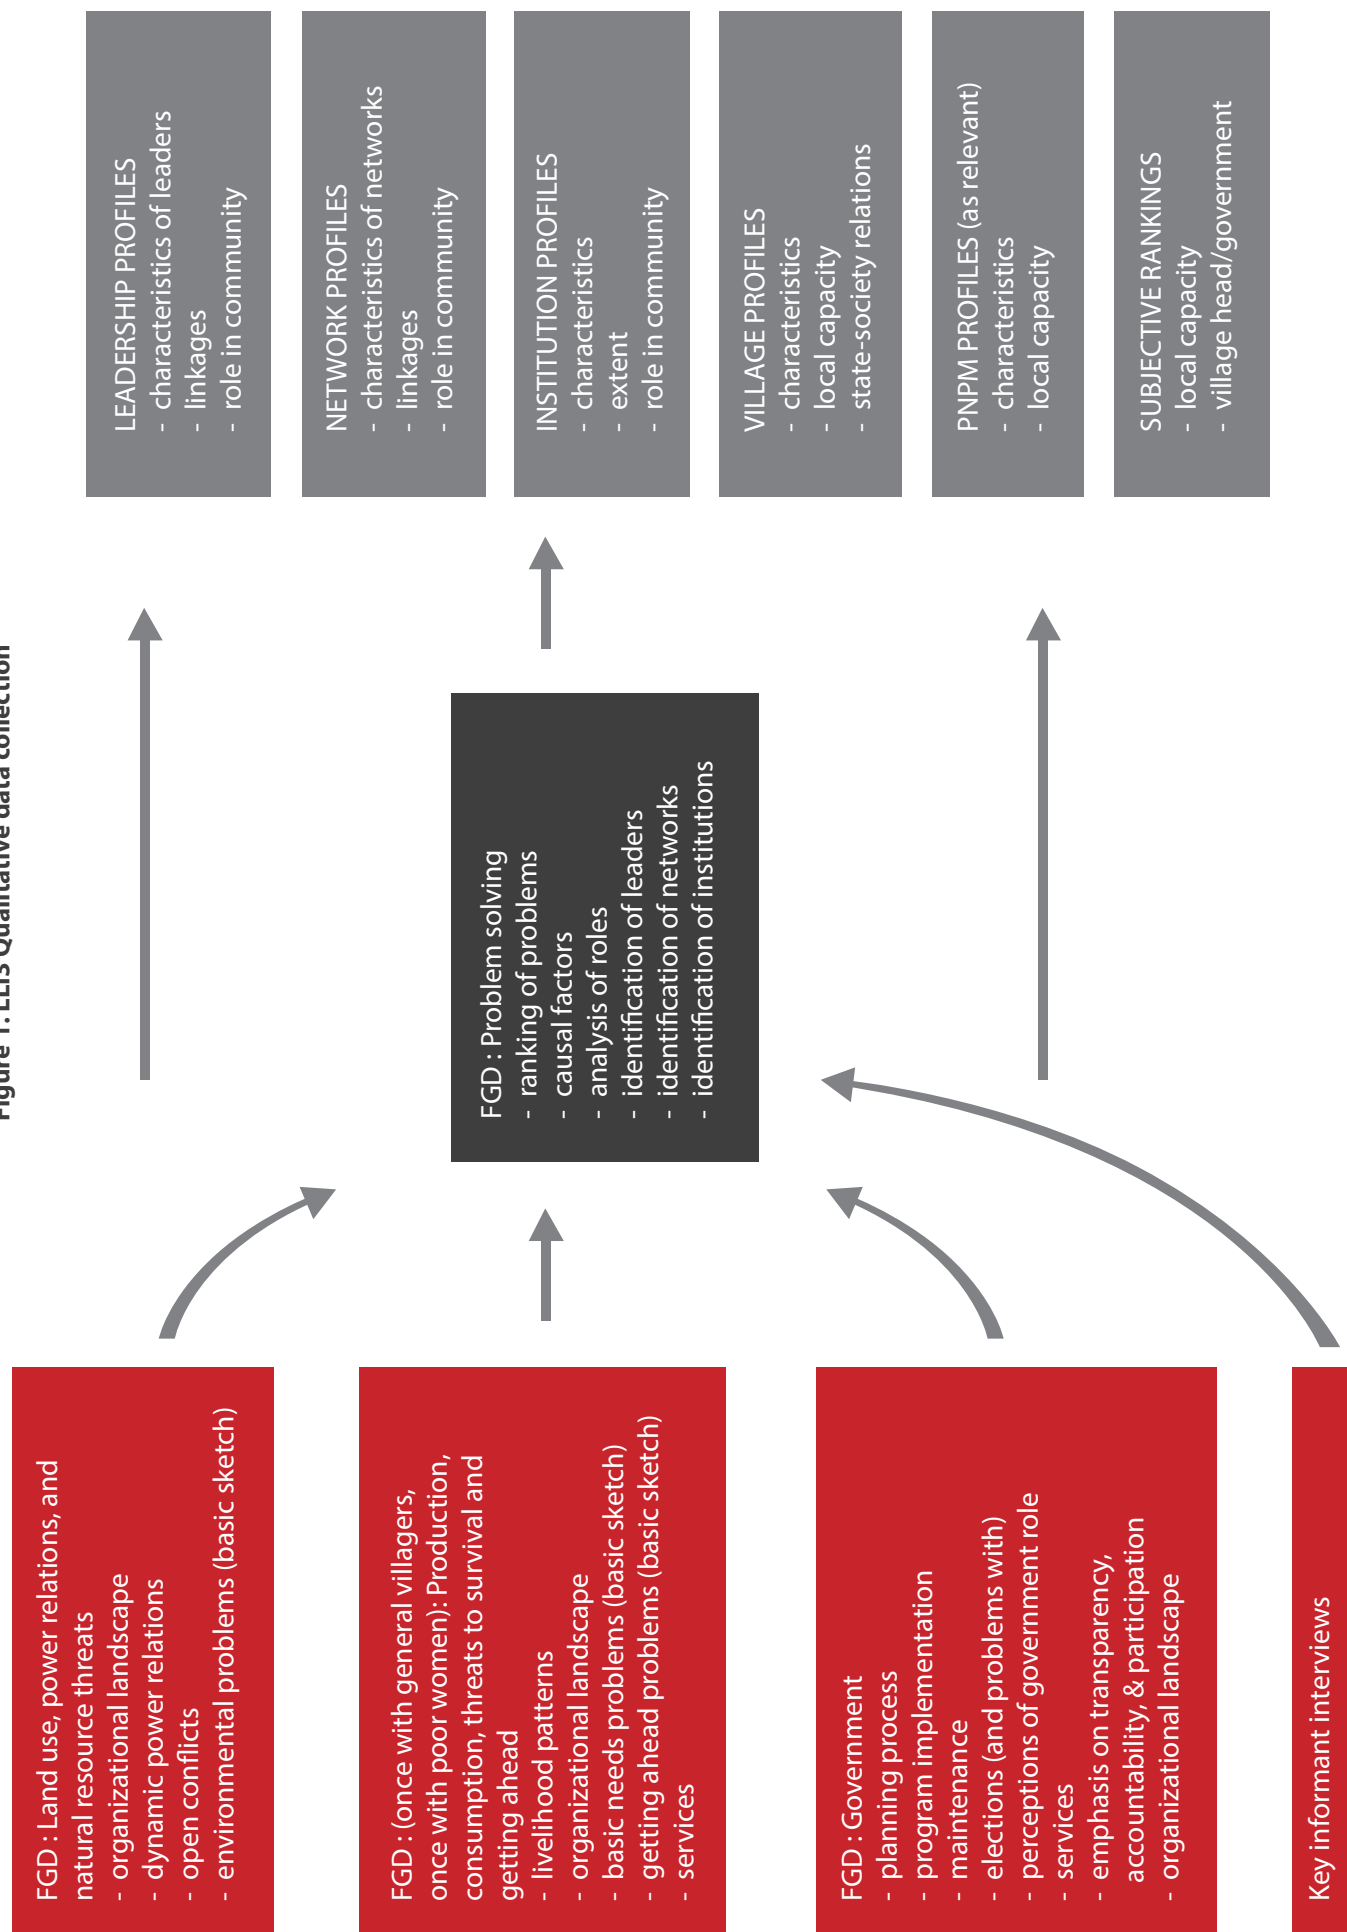 Figure 1. LLI3 Qualitative data collection
FGD : Land use, power relations, and
natural resource threats
- organizational landscape
- dynamic power relations
- open conflicts
- environmental problems (basic sketch)
FGD : (once with general villagers,
once with poor women): Production,
consumption, threats to survival and
getting ahead
- livelihood patterns
- organizational landscape
- basic needs problems (basic sketch)
- getting ahead problems (basic sketch)
- services
FGD : Government
- planning process
- program implementation
- maintenance
- elections (and problems with)
- perceptions of government role
- services
- emphasis on transparency,
accountability, & participation
- organizational landscape
Key informant interviews
FGD : Problem solving
- ranking of problems
- causal factors
- analysis of roles
- identification of leaders
- identification of networks
- identification of institutions
LEADERSHIP PROFILES
- characteristics of leaders
- linkages
- role in community
NETWORK PROFILES
- characteristics of networks
- linkages
- role in community
INSTITUTION PROFILES
- characteristics
- extent
- role in community
VILLAGE PROFILES
- characteristics
- local capacity
- state-society relations
PNPM PROFILES (as relevant)
- characteristics
- local capacity
SUBJECTIVE RANKINGS
- local capacity
- village head/government